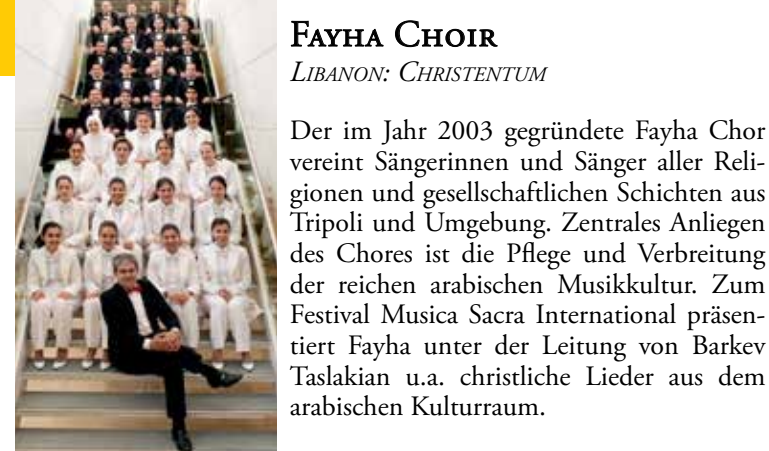 Fayha Choir
Libanon: Christentum
Der im Jahr 2003 gegründete Fayha Chor
vereint Sängerinnen und Sänger aller Reli-
gionen und gesellschaftlichen Schichten aus
Tripoli und Umgebung. Zentrales Anliegen
des Chores ist die Pflege und Verbreitung
der reichen arabischen Musikkultur. Zum
Festival Musica Sacra International präsen-
tiert Fayha unter der Leitung von Barkev
Taslakian u.a. christliche Lieder aus dem
arabischen Kulturraum.